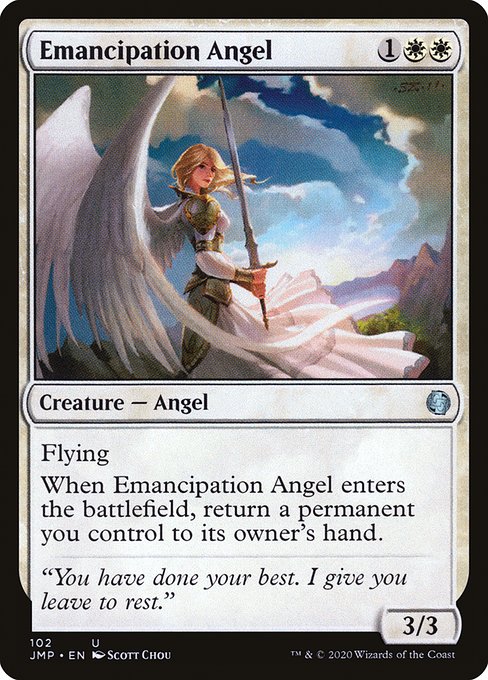 Emancipation Angel 1
Creature — Angel
Flying
When Emancipation Angel enters
the battlefield, return a permanent
you control to its owner's hand.
"You have done your best. I give you
leave to rest."
3/3
102 U
JMP • EN Scott Chou
™ & © 2020 Wizards of the Coast